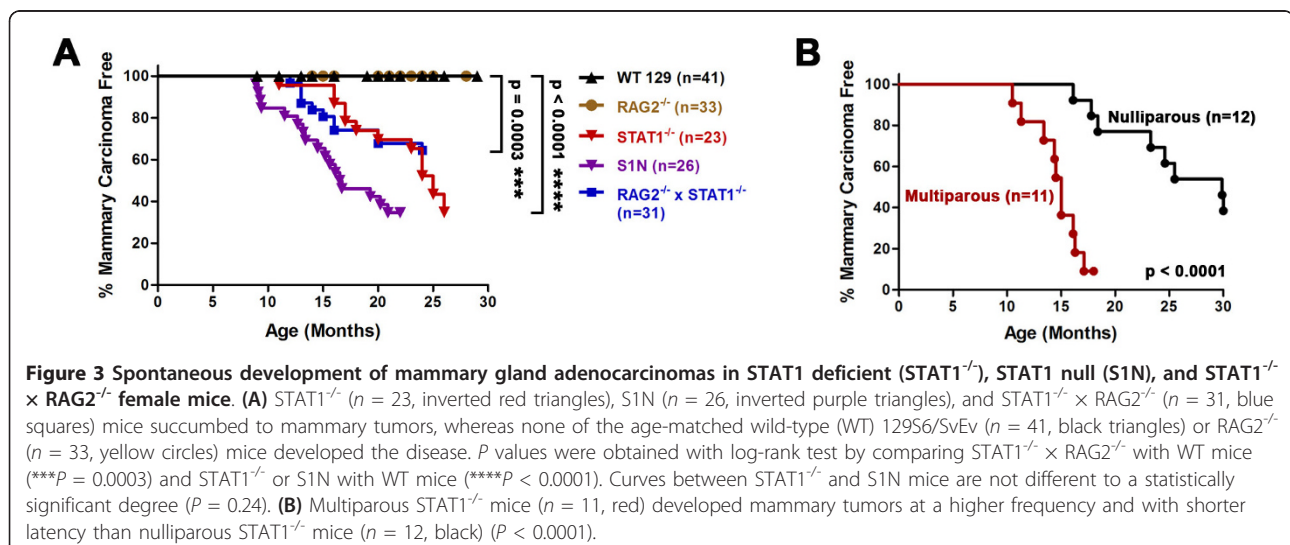 A
% Mammary Carcinoma Free
100
80
60
40
20
0
0 5 10 15 20 25 30
Age (Months)
WT 129 (n=41)
RAG2-/- (n=33)
STAT1-/- (n=23)
S1N (n=26)
RAG2-/- x STAT1-/-
(n=31)
p = 0.0003 ***
p < 0.0001 ****
B
% Mammary Carcinoma Free
100
80
60
40
20
0
0 5 10 15 20 25 30
Age (Months)
Nulliparous (n=12)
Multiparous (n=11)
p < 0.0001
Figure 3 Spontaneous development of mammary gland adenocarcinomas in STAT1 deficient (STAT1-/-), STAT1 null (S1N), and STAT1-/-
× RAG2-/- female mice. (A) STAT1-/- (n = 23, inverted red triangles), S1N (n = 26, inverted purple triangles), and STAT1-/- × RAG2-/- (n = 31, blue
squares) mice succumbed to mammary tumors, whereas none of the age-matched wild-type (WT) 129S6/SvEv (n = 41, black triangles) or RAG2-/-
(n = 33, yellow circles) mice developed the disease. P values were obtained with log-rank test by comparing STAT1-/- × RAG2-/- with WT mice
(***P = 0.0003) and STAT1-/- or S1N with WT mice (****P < 0.0001). Curves between STAT1-/- and S1N mice are not different to a statistically
significant degree (P = 0.24). (B) Multiparous STAT1-/- mice (n = 11, red) developed mammary tumors at a higher frequency and with shorter
latency than nulliparous STAT1-/- mice (n = 12, black) (P < 0.0001).